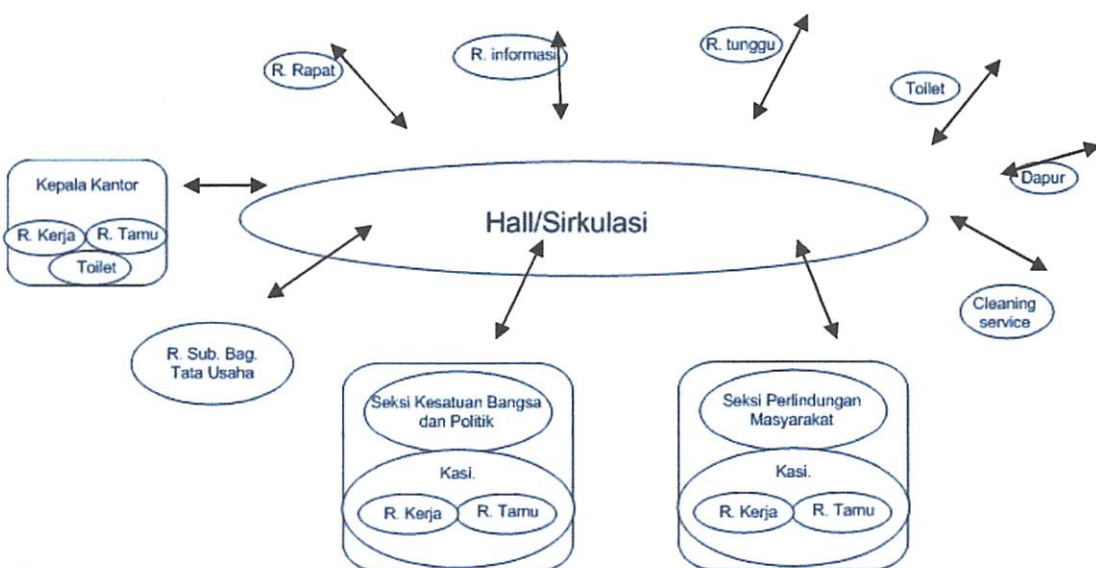 R. Rapat
R. informasi
R. tunggu
Toilet
Dapur
Kepala Kantor
R. Kerja
R. Tamu
Toilet
Hall/Sirkulasi
Cleaning
service
R. Sub. Bag.
Tata Usaha
Seksi Kesatuan Bangsa
dan Politik
Kasi.
R. Kerja
R. Tamu
Seksi Perlindungan
Masyarakat
Kasi.
R. Kerja
R. Tamu